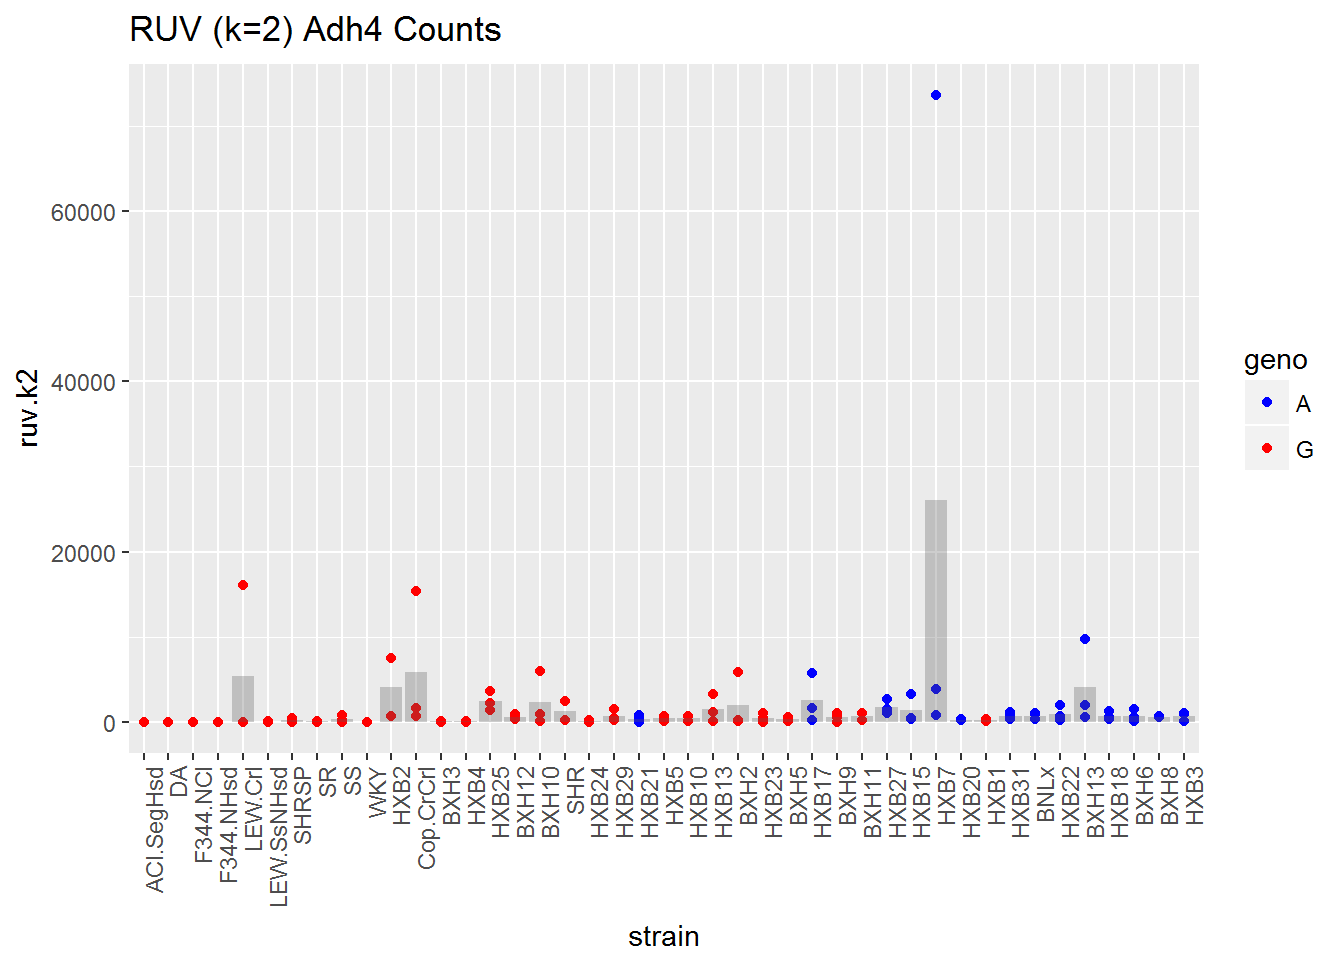 RUV (k=2) Adh4 Counts
ruv.k2
60000
40000
20000
0
ACI.SegHsd
DA
F344.NCI
F344.NHsd
LEW.Crl
LEW.SsNHsd
SHRSP
SR
SS
WKY
HXB2
Cop.CrCrl
BXH3
HXB4
HXB25
BXH12
BXH10
SHR
HXB24
HXB29
HXB21
HXB5
HXB10
HXB13
BXH2
HXB23
BXH5
HXB17
BXH9
BXH11
HXB27
HXB15
HXB7
HXB20
HXB1
HXB31
BNLx
HXB22
BXH13
HXB18
BXH6
BXH8
HXB3
strain
geno
A
G